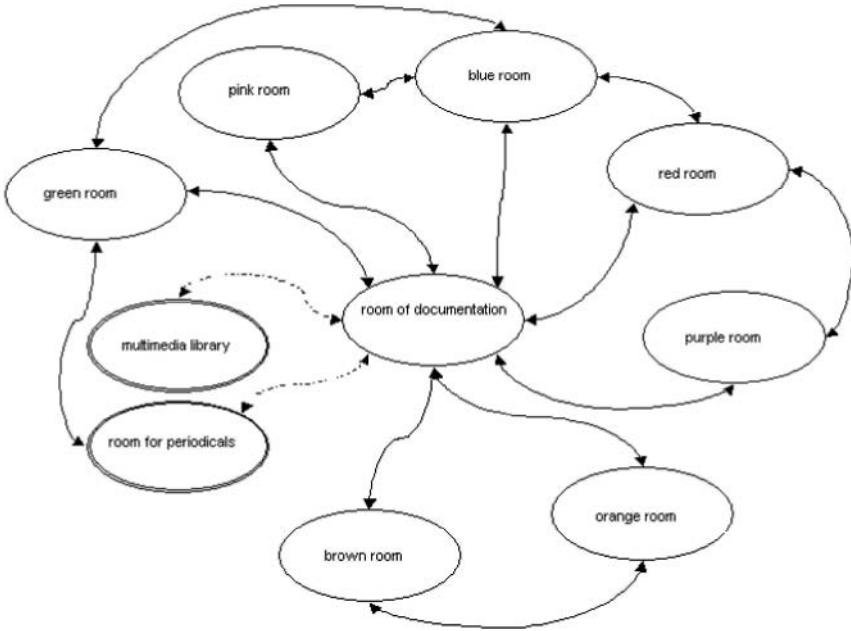 blue room
pink room
red room
green room
room of documentation
purple room
multimedia library
room for periodicals
orange room
brown room